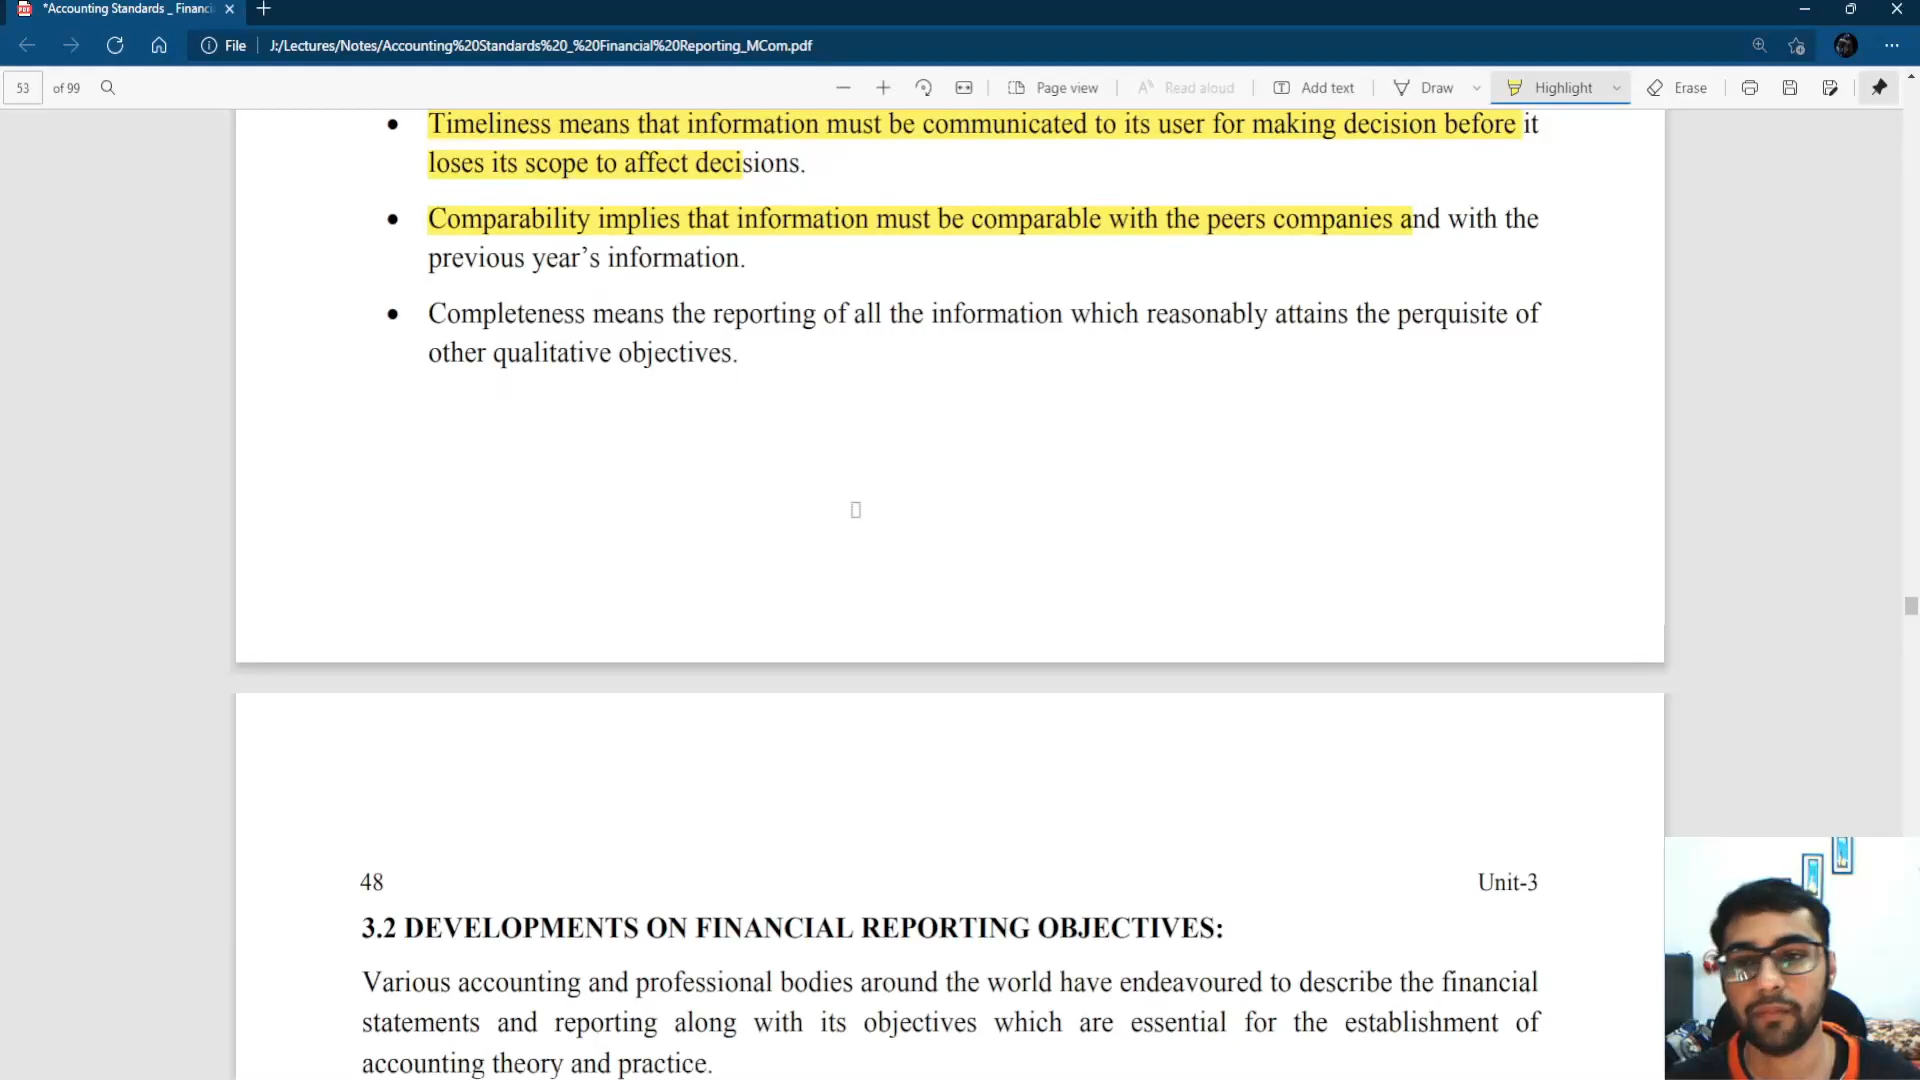 *Accounting Standards _ Financi
File
J:/Lectures/Notes/Accounting%20Standards%20_%20Financial%20Reporting_MCom.pdf
53 of 99
Page view
Read aloud
Add text
Draw
Highlight
Erase
• Timeliness means that information must be communicated to its user for making decision before it
loses its scope to affect decisions.
• Comparability implies that information must be comparable with the peers companies and with the
previous year’s information.
• Completeness means the reporting of all the information which reasonably attains the perquisite of
other qualitative objectives.
48 Unit-3
3.2 DEVELOPMENTS ON FINANCIAL REPORTING OBJECTIVES:
Various accounting and professional bodies around the world have endeavoured to describe the financial
statements and reporting along with its objectives which are essential for the establishment of
accounting theory and practice.